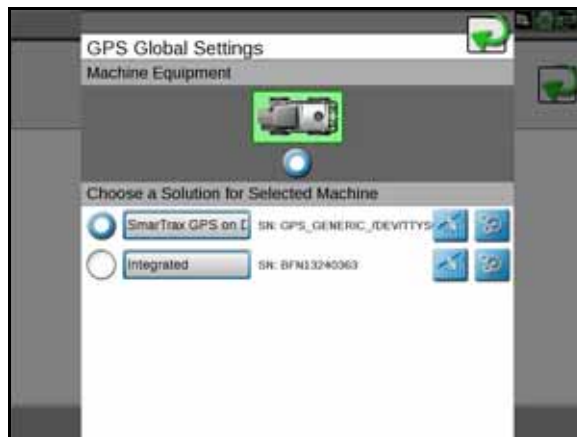 GPS Global Settings
Machine Equipment
Choose a Solution for Selected Machine
SmarTrax GPS on D SN: GPS_GENERIC_/DEV/TTYS
Integrated SN: BFN13240363